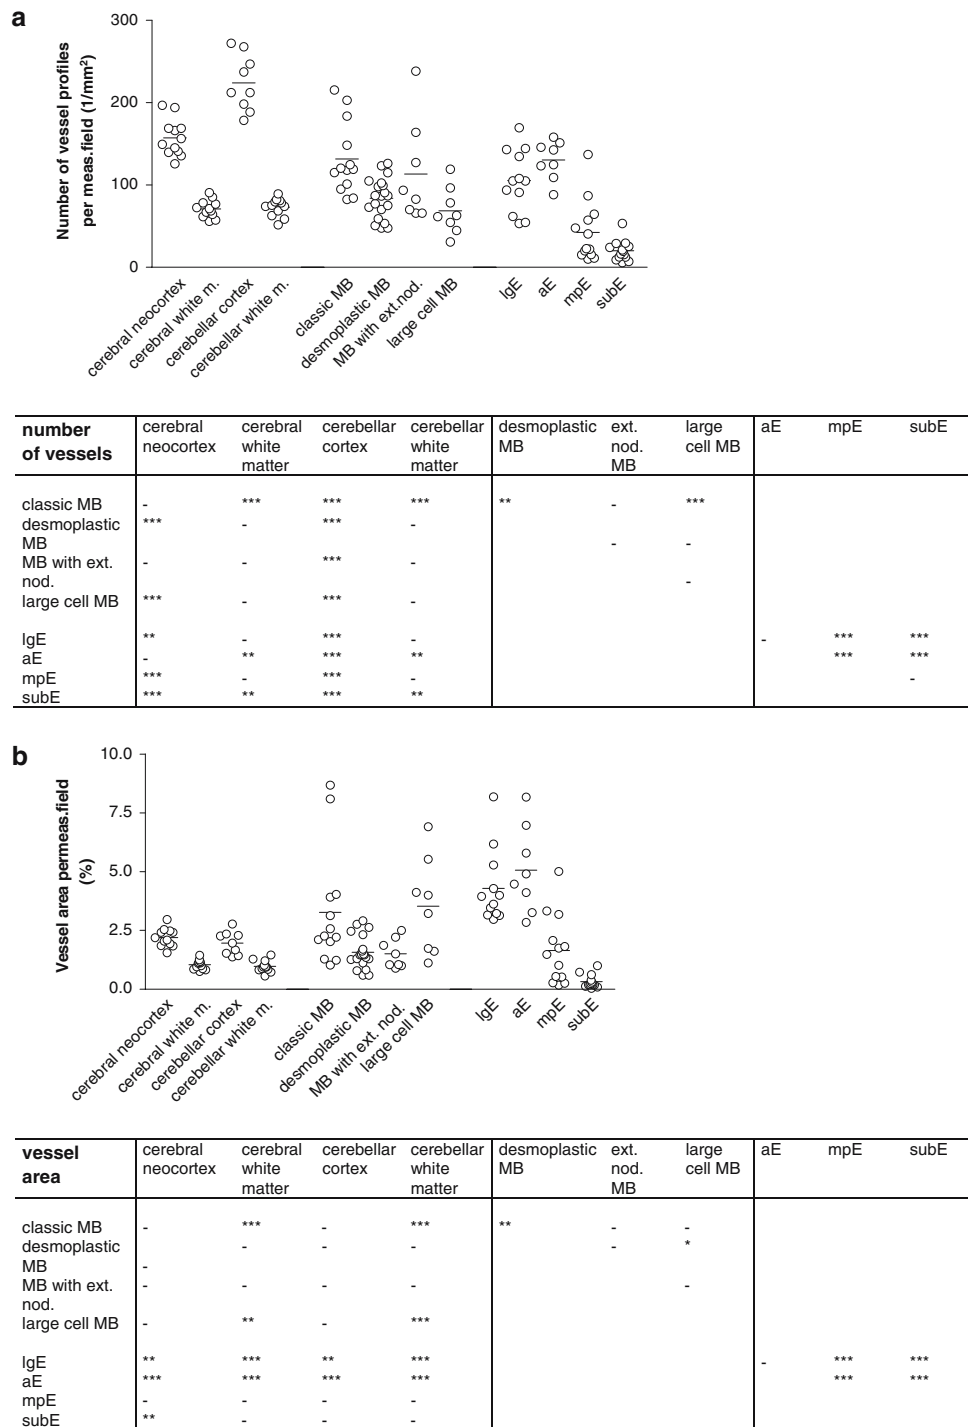 a
Number of vessel profiles
per meas.field (1/mm²)
300
200
100
0
cerebral neocortex
cerebral white m.
cerebellar cortex
cerebellar white m.
classic MB
desmoplastic MB
MB with ext.nod.
large cell MB
lgE
aE
mpE
subE
number of vessels | cerebral neocortex | cerebral white matter | cerebellar cortex | cerebellar white matter | desmoplastic MB | ext. nod. MB | large cell MB | aE | mpE | subE
classic MB - *** *** *** ** - ***
desmoplastic *** - *** -
MB - -
MB with ext. - - *** -
nod. -
large cell MB *** - *** -
lgE ** - *** - - *** ***
aE - ** *** ** *** ***
mpE *** - *** - -
subE *** ** *** **
b
Vessel area permeas.field
(%)
10.0
7.5
5.0
2.5
0.0
cerebral neocortex
cerebral white m.
cerebellar cortex
cerebellar white m.
classic MB
desmoplastic MB
MB with ext. nod.
large cell MB
lgE
aE
mpE
subE
vessel area | cerebral neocortex | cerebral white matter | cerebellar cortex | cerebellar white matter | desmoplastic MB | ext. nod. MB | large cell MB | aE | mpE | subE
classic MB - *** - *** ** - -
desmoplastic - - - - *
MB -
MB with ext. - - - - -
nod.
large cell MB - ** - ***
lgE ** *** ** *** - *** ***
aE *** *** *** *** *** ***
mpE - - - -
subE ** - - -